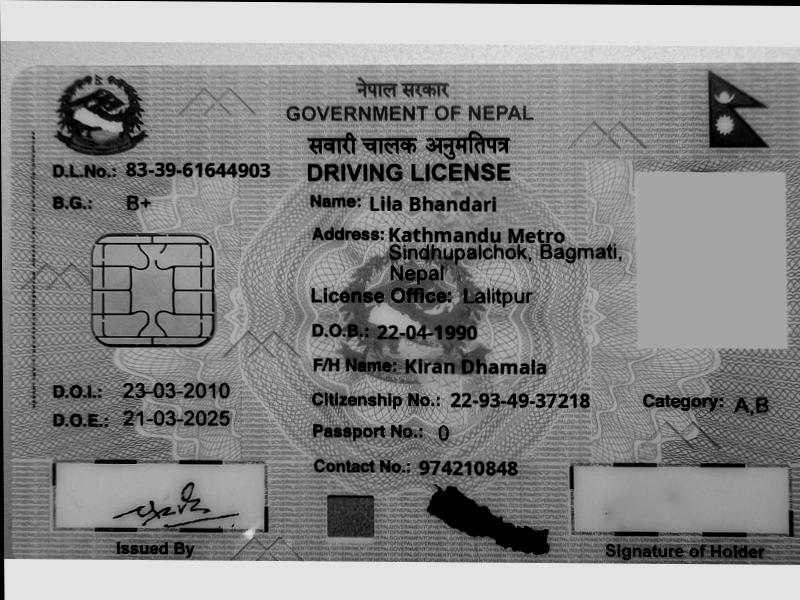 नेपाल सरकार
GOVERNMENT OF NEPAL
सवारी चालक अनुमतिपत्र
DRIVING LICENSE
D.L.No.: 83-39-61644903
B.G.: B+
Name: Lila Bhandari
Address: Kathmandu Metro
Sindhupalchok, Bagmati,
Nepal
License Office: Lalitpur
D.O.B.: 22-04-1990
F/H Name: Kiran Dhamala
D.O.I.: 23-03-2010
Citizenship No.: 22-93-49-37218
Category: A,B
D.O.E.: 21-03-2025
Passport No.: 0
Contact No.: 974210848
Issued By
Signature of Holder